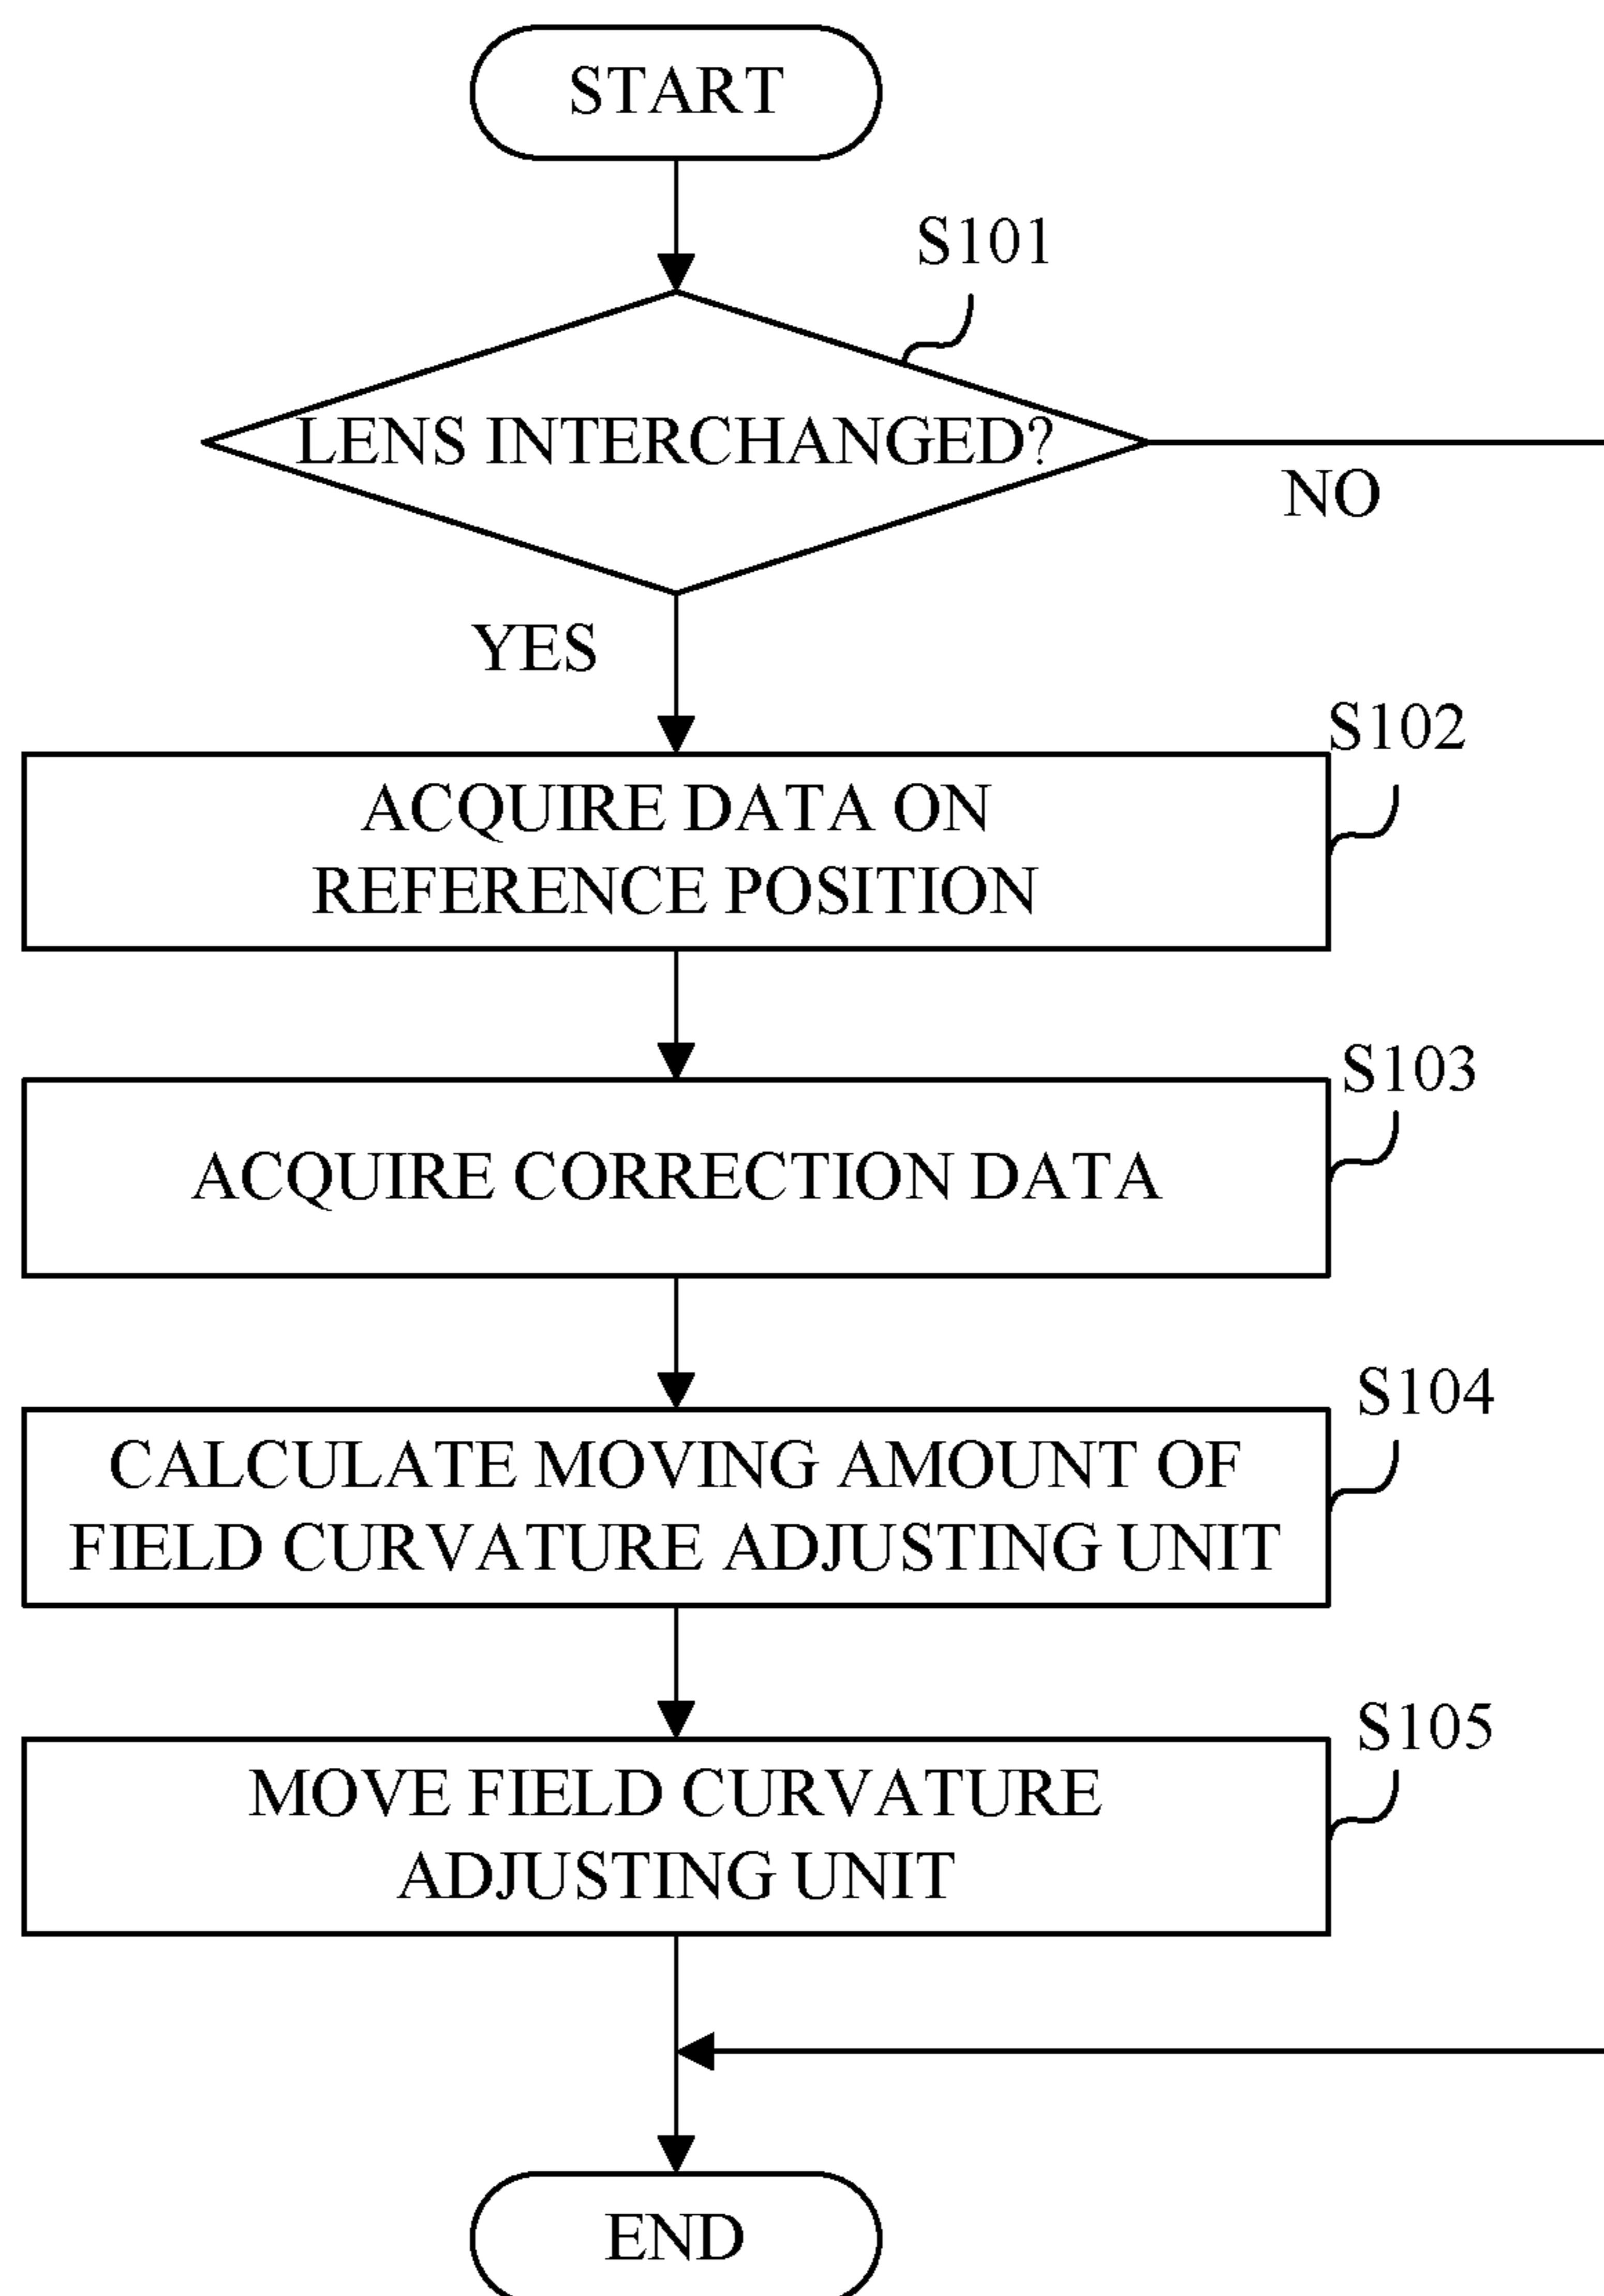 START
S101
LENS INTERCHANGED?
NO
YES
S102
ACQUIRE DATA ON
REFERENCE POSITION
S103
ACQUIRE CORRECTION DATA
S104
CALCULATE MOVING AMOUNT OF
FIELD CURVATURE ADJUSTING UNIT
S105
MOVE FIELD CURVATURE
ADJUSTING UNIT
END